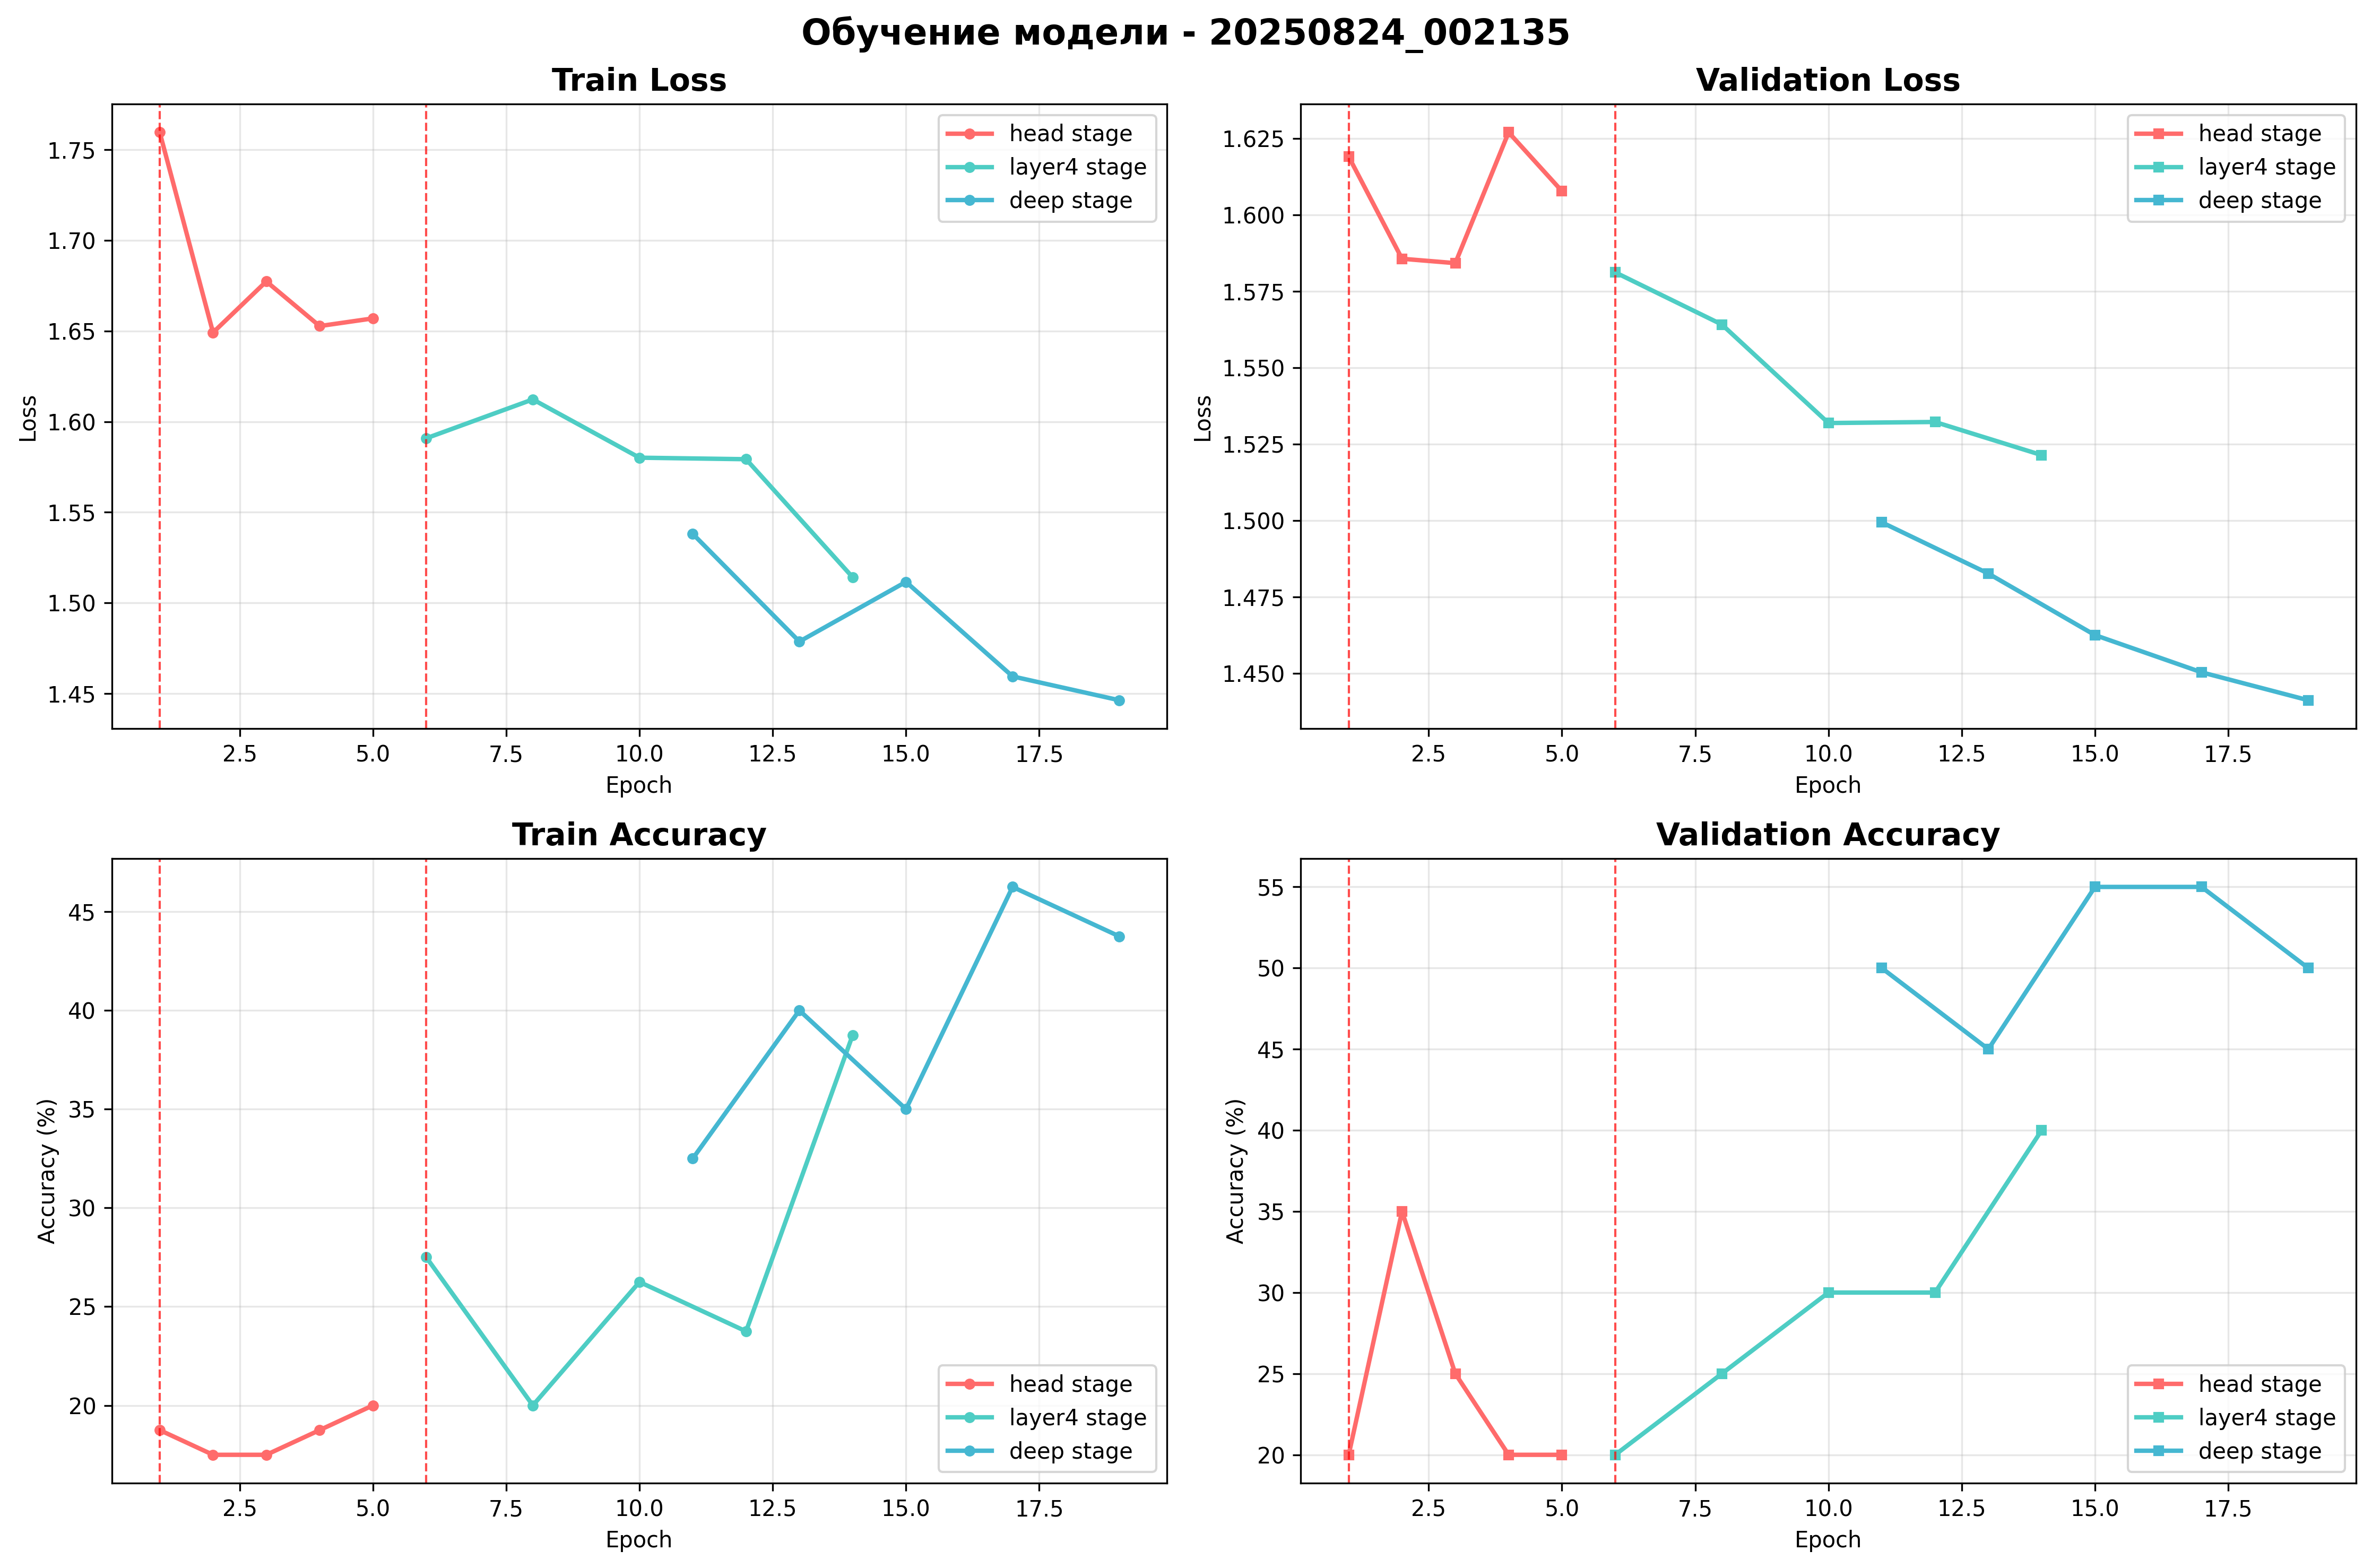 Обучение модели - 20250824_002135
Train Loss
1.75
1.70
1.65
1.60
1.55
1.50
1.45
Loss
2.5 5.0 7.5 10.0 12.5 15.0 17.5
Epoch
head stage
layer4 stage
deep stage
Validation Loss
1.625
1.600
1.575
1.550
1.525
1.500
1.475
1.450
Loss
2.5 5.0 7.5 10.0 12.5 15.0 17.5
Epoch
head stage
layer4 stage
deep stage
Train Accuracy
45
40
35
30
25
20
Accuracy (%)
2.5 5.0 7.5 10.0 12.5 15.0 17.5
Epoch
head stage
layer4 stage
deep stage
Validation Accuracy
55
50
45
40
35
30
25
20
Accuracy (%)
2.5 5.0 7.5 10.0 12.5 15.0 17.5
Epoch
head stage
layer4 stage
deep stage